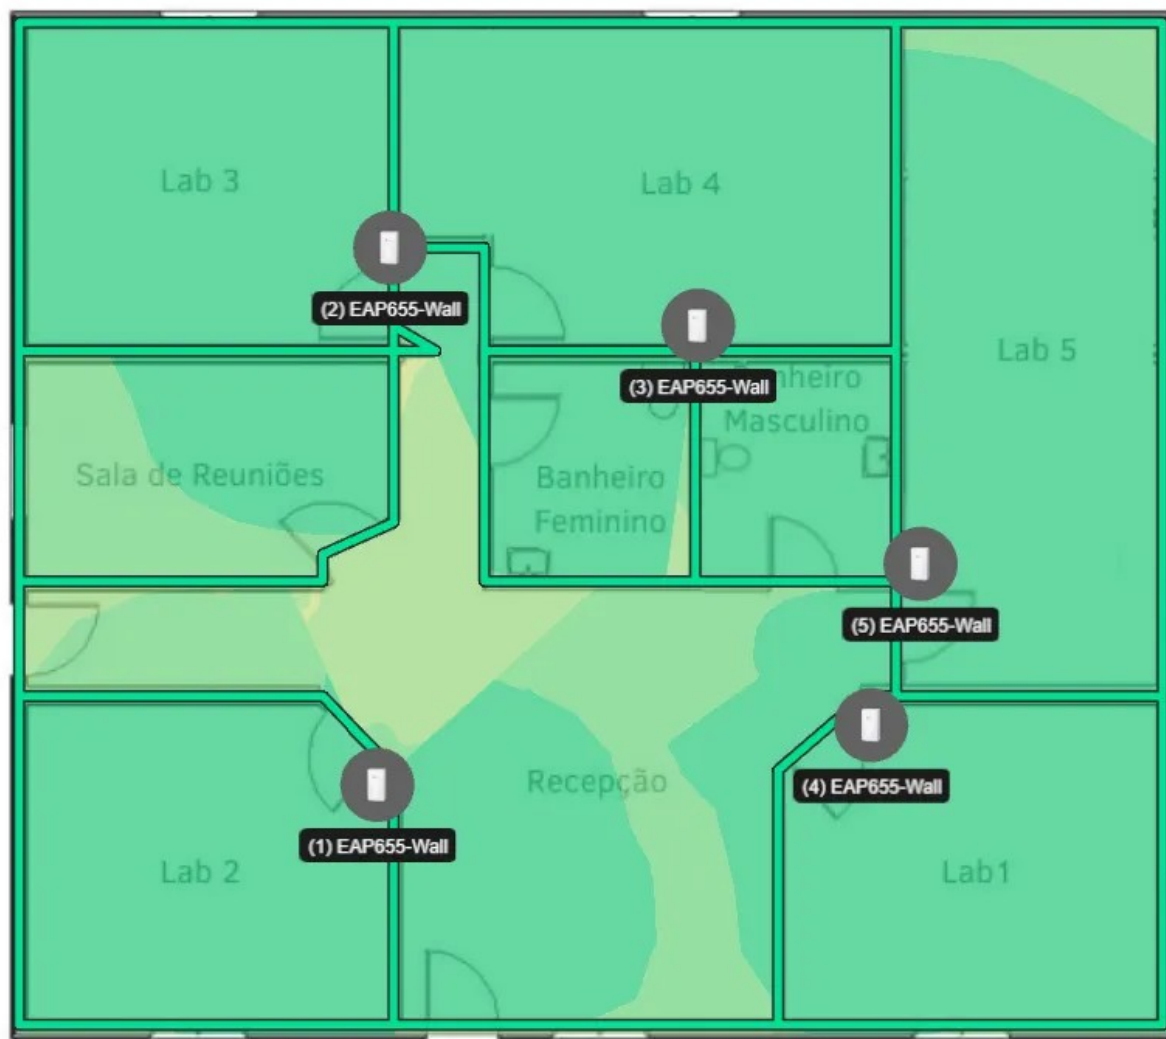 Lab 3
Lab 4
(2) EAP655-Wall
Lab 5
(3) EAP655-Wall
Banheiro
Masculino
Sala de Reuniões
Banheiro
Feminino
(5) EAP655-Wall
Recepção
(4) EAP655-Wall
(1) EAP655-Wall
Lab 2
Lab1